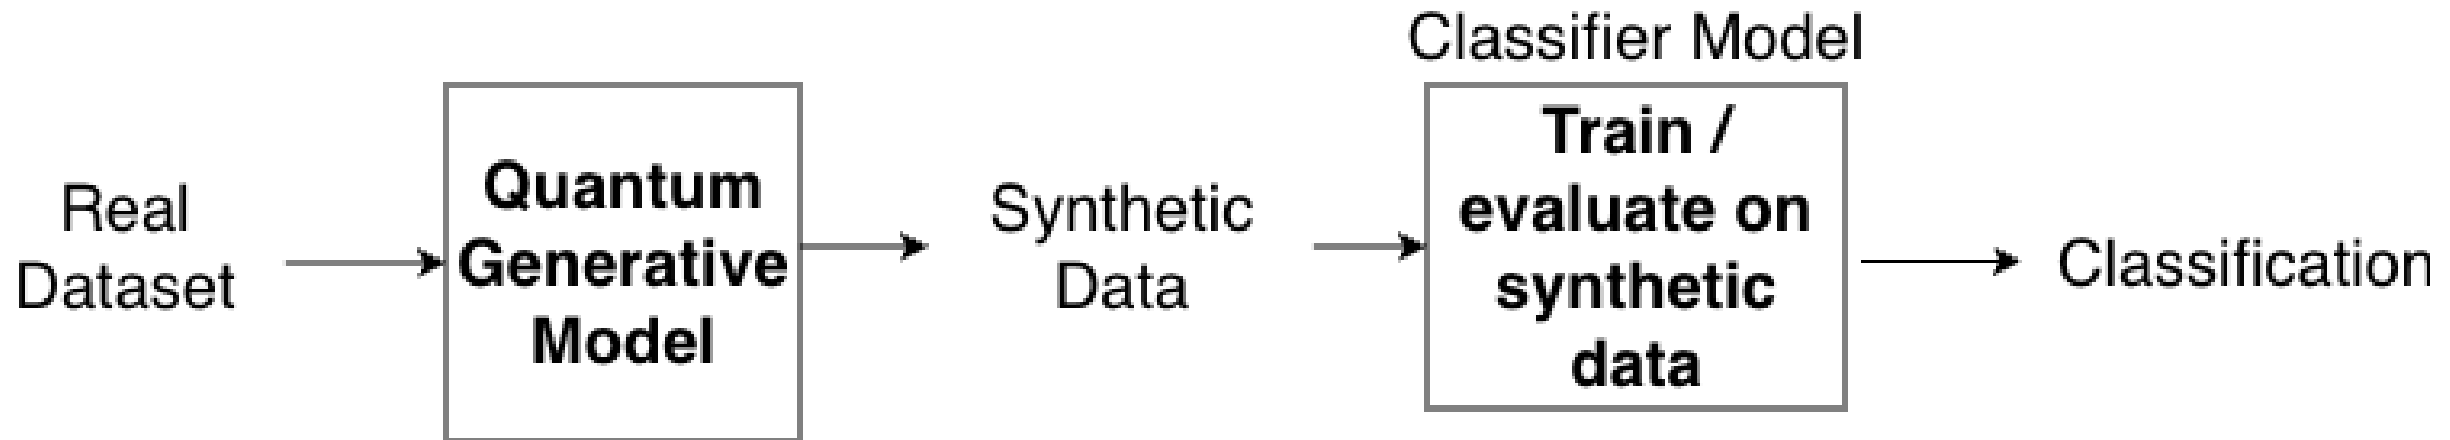 Real
Dataset
Quantum
Generative
Model
Synthetic
Data
Classifier Model
Train /
evaluate on
synthetic
data
Classification